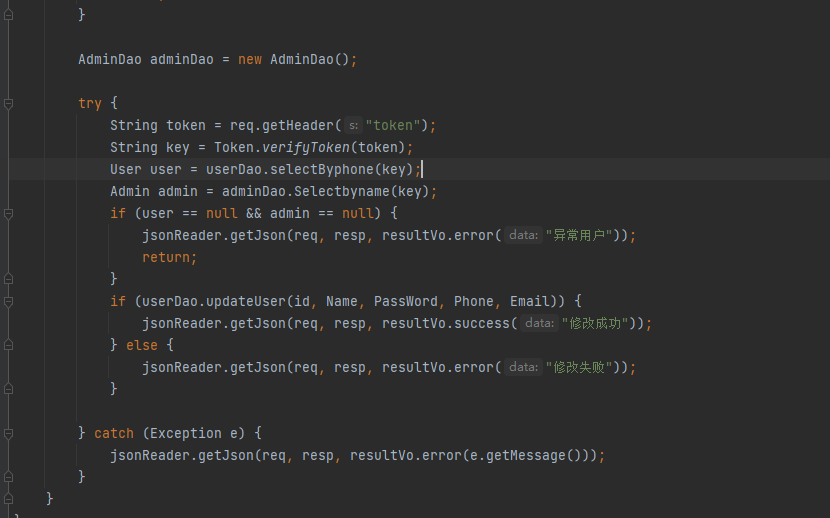 }
AdminDao adminDao = new AdminDao();
try {
String token = req.getHeader( s: "token");
String key = Token.verifyToken(token);
User user = userDao.selectByphone(key);
Admin admin = adminDao.Selectbyname(key);
if (user == null && admin == null) {
jsonReader.getJson(req, resp, resultVo.error( data: "异常用户"));
return;
}
if (userDao.updateUser(id, Name, PassWord, Phone, Email)) {
jsonReader.getJson(req, resp, resultVo.success( data: "修改成功"));
} else {
jsonReader.getJson(req, resp, resultVo.error( data: "修改失败"));
}
} catch (Exception e) {
jsonReader.getJson(req, resp, resultVo.error(e.getMessage()));
}
}
}